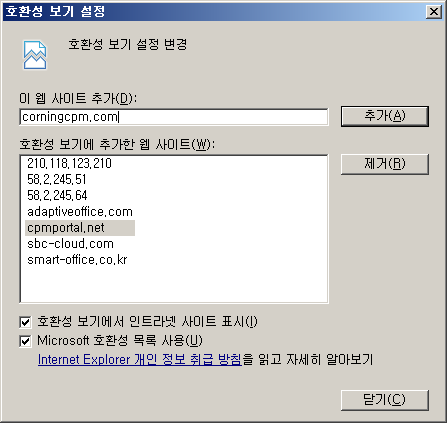 호환성 보기 설정
호환성 보기 설정 변경
이 웹 사이트 추가(D):
corningcpm.com
추가(A)
호환성 보기에 추가한 웹 사이트(W):
210.118.123.210
제거(R)
58.2.245.51
58.2.245.64
adaptiveoffice.com
cpmportal.net
sbc-cloud.com
smart-office.co.kr
호환성 보기에서 인트라넷 사이트 표시(I)
Microsoft 호환성 목록 사용(U)
Internet Explorer 개인 정보 취급 방침을 읽고 자세히 알아보기
닫기(C)